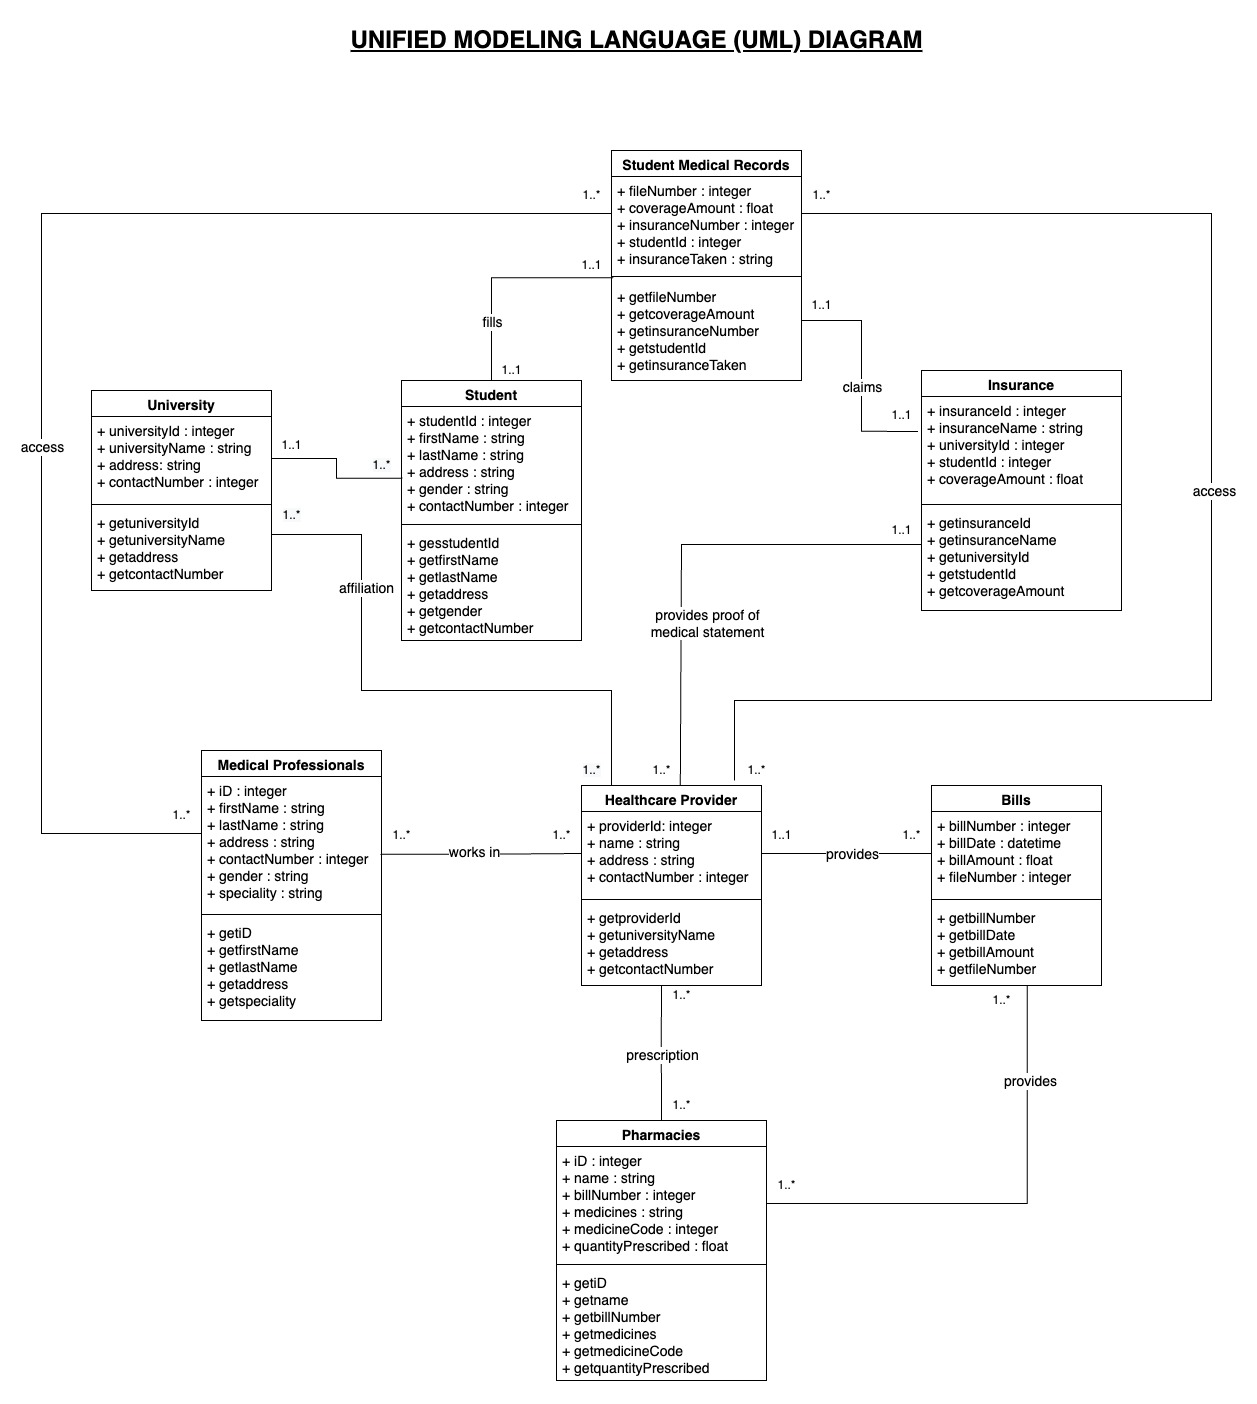 UNIFIED MODELING LANGUAGE (UML) DIAGRAM
Student Medical Records
+ fileNumber : integer
+ coverageAmount : float
+ insuranceNumber : integer
+ studentId : integer
+ insuranceTaken : string
+ getfileNumber
+ getcoverageAmount
+ getinsuranceNumber
+ getstudentId
+ getinsuranceTaken
1..*
1..*
1..1
1..1
fills
1..1
claims
1..1
access
access
University
+ universityId : integer
+ universityName : string
+ address: string
+ contactNumber : integer
+ getuniversityId
+ getuniversityName
+ getaddress
+ getcontactNumber
1..1
1..*
1..*
affiliation
Student
+ studentId : integer
+ firstName : string
+ lastName : string
+ address : string
+ gender : string
+ contactNumber : integer
+ gesstudentId
+ getfirstName
+ getlastName
+ getaddress
+ getgender
+ getcontactNumber
Insurance
+ insuranceId : integer
+ insuranceName : string
+ universityId : integer
+ studentId : integer
+ coverageAmount : float
+ getinsuranceId
+ getinsuranceName
+ getuniversityId
+ getstudentId
+ getcoverageAmount
1..1
provides proof of
medical statement
1..*
1..*
1..*
Medical Professionals
+ iD : integer
+ firstName : string
+ lastName : string
+ address : string
+ contactNumber : integer
+ gender : string
+ speciality : string
+ getiD
+ getfirstName
+ getlastName
+ getaddress
+ getspeciality
1..*
1..*
works in
1..*
Healthcare Provider
+ providerId: integer
+ name : string
+ address : string
+ contactNumber : integer
+ getproviderId
+ getuniversityName
+ getaddress
+ getcontactNumber
1..1
provides
1..*
Bills
+ billNumber : integer
+ billDate : datetime
+ billAmount : float
+ fileNumber : integer
+ getbillNumber
+ getbillDate
+ getbillAmount
+ getfileNumber
1..*
1..*
prescription
provides
1..*
Pharmacies
+ iD : integer
+ name : string
+ billNumber : integer
+ medicines : string
+ medicineCode : integer
+ quantityPrescribed : float
+ getiD
+ getname
+ getbillNumber
+ getmedicines
+ getmedicineCode
+ getquantityPrescribed
1..*